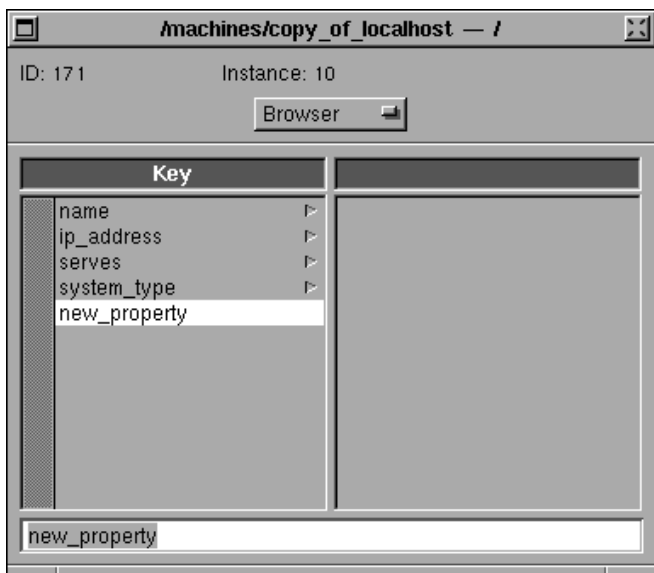 /machines/copy_of_localhost — /
ID: 171 Instance: 10
Browser
Key
name
ip_address
serves
system_type
new_property
new_property